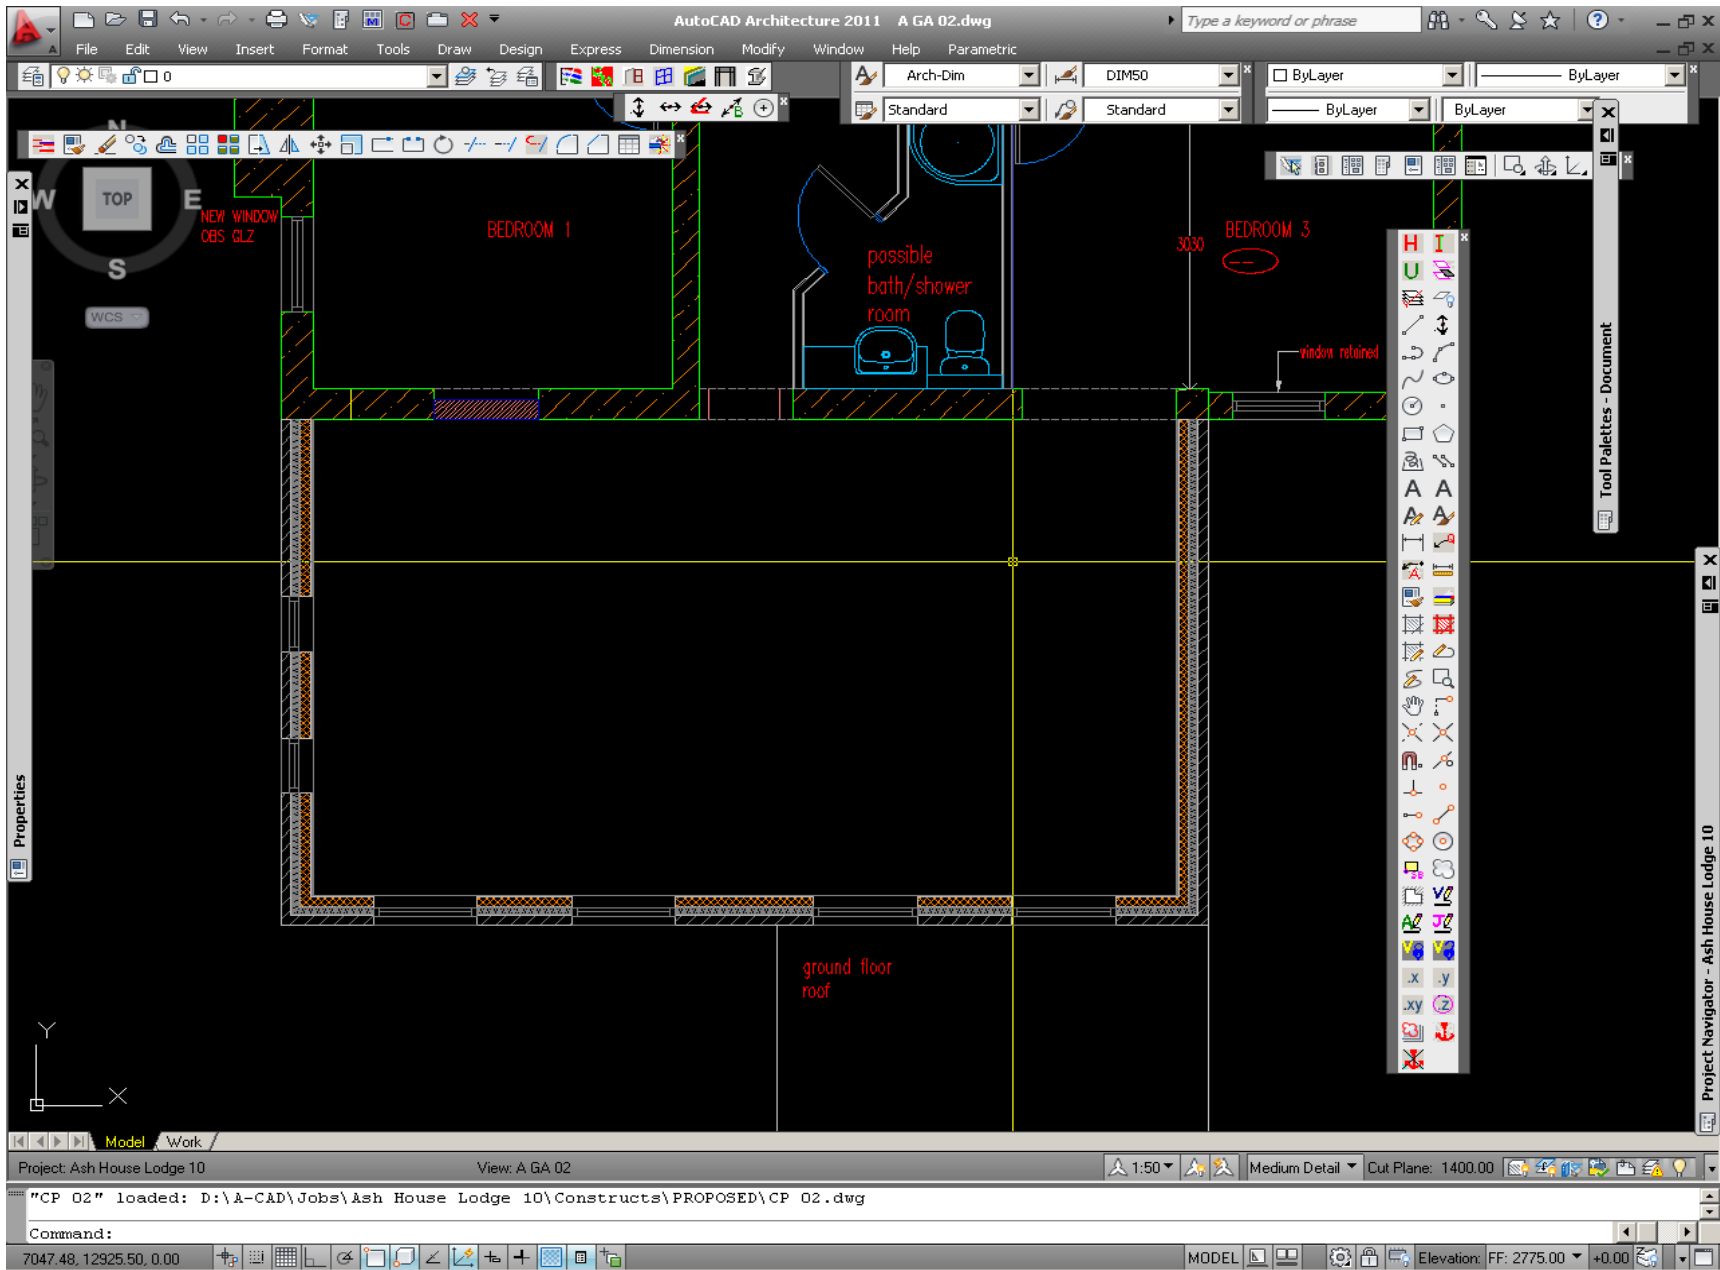 AutoCAD Architecture 2011 A GA 02.dwg
Type a keyword or phrase
File Edit View Insert Format Tools Draw Design Express Dimension Modify Window Help Parametric
0
Arch-Dim DIM50 ByLayer ByLayer
Standard Standard ByLayer ByLayer
N
W TOP E
S
WCS
NEW WINDOW
OBS GLZ
BEDROOM 1
possible
bath/shower
room
3030
BEDROOM 3
window retained
ground floor
roof
Properties
Tool Palettes - Document
Project Navigator - Ash House Lodge 10
H I
U
A A
.x .y
.xy .z
Y
X
Model Work
Project: Ash House Lodge 10 View: A GA 02 1:50 Medium Detail Cut Plane: 1400.00
"CP 02" loaded: D:\A-CAD\Jobs\Ash House Lodge 10\Constructs\PROPOSED\CP 02.dwg
Command:
7047.48, 12925.50, 0.00 MODEL Elevation: FF: 2775.00 +0.00